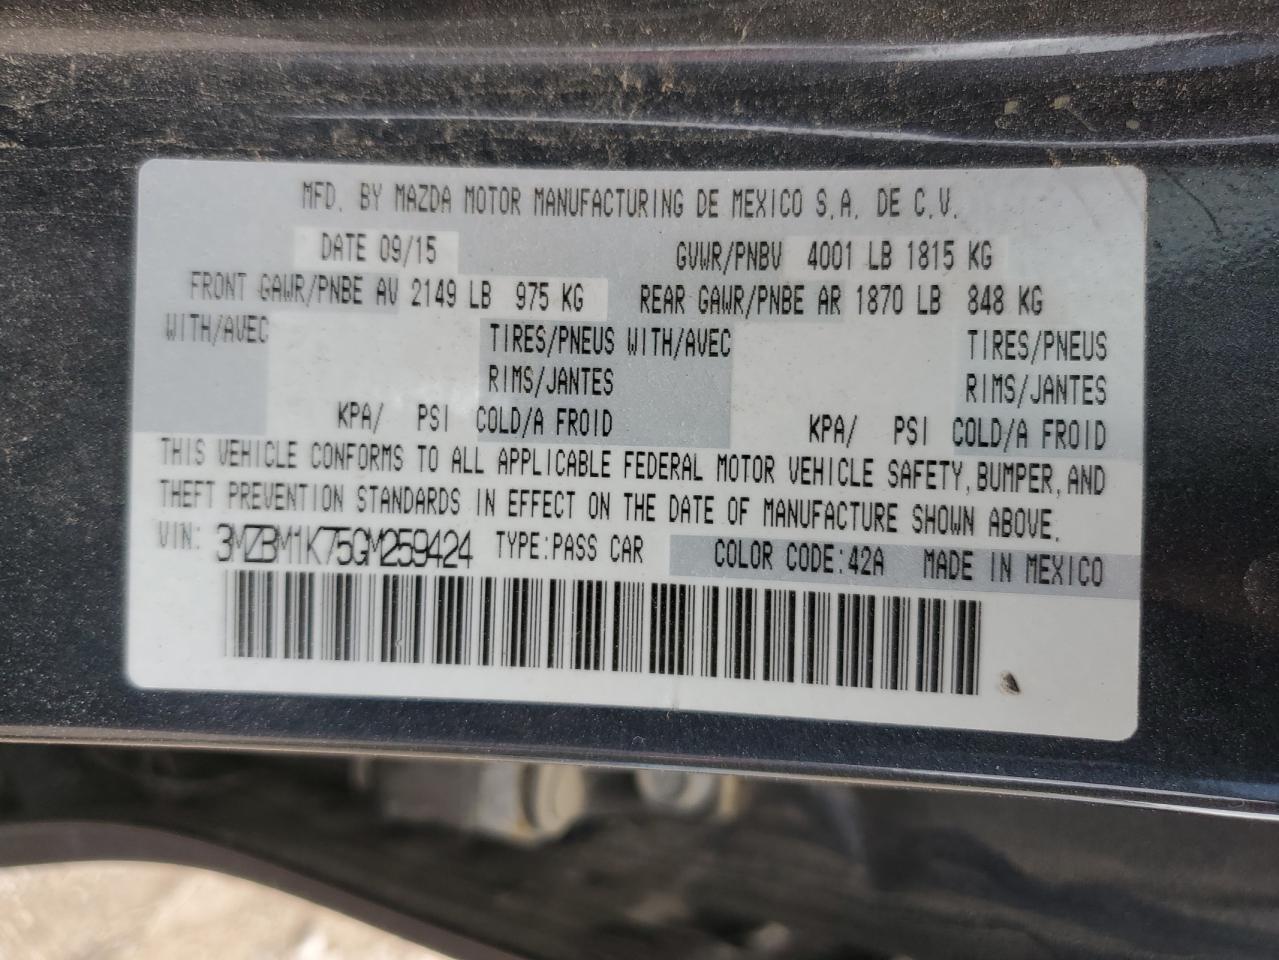 MFD. BY MAZDA MOTOR MANUFACTURING DE MEXICO S.A. DE C.V.
DATE 09/15 GVWR/PNBV 4001 LB 1815 KG
FRONT GAWR/PNBE AV 2149 LB 975 KG REAR GAWR/PNBE AR 1870 LB 848 KG
WITH/AVEC TIRES/PNEUS WITH/AVEC TIRES/PNEUS
RIMS/JANTES RIMS/JANTES
KPA/ PSI COLD/A FROID KPA/ PSI COLD/A FROID
THIS VEHICLE CONFORMS TO ALL APPLICABLE FEDERAL MOTOR VEHICLE SAFETY, BUMPER, AND
THEFT PREVENTION STANDARDS IN EFFECT ON THE DATE OF MANUFACTURE SHOWN ABOVE.
VIN: 3MZBM1K75GM259424 TYPE:PASS CAR COLOR CODE:42A MADE IN MEXICO